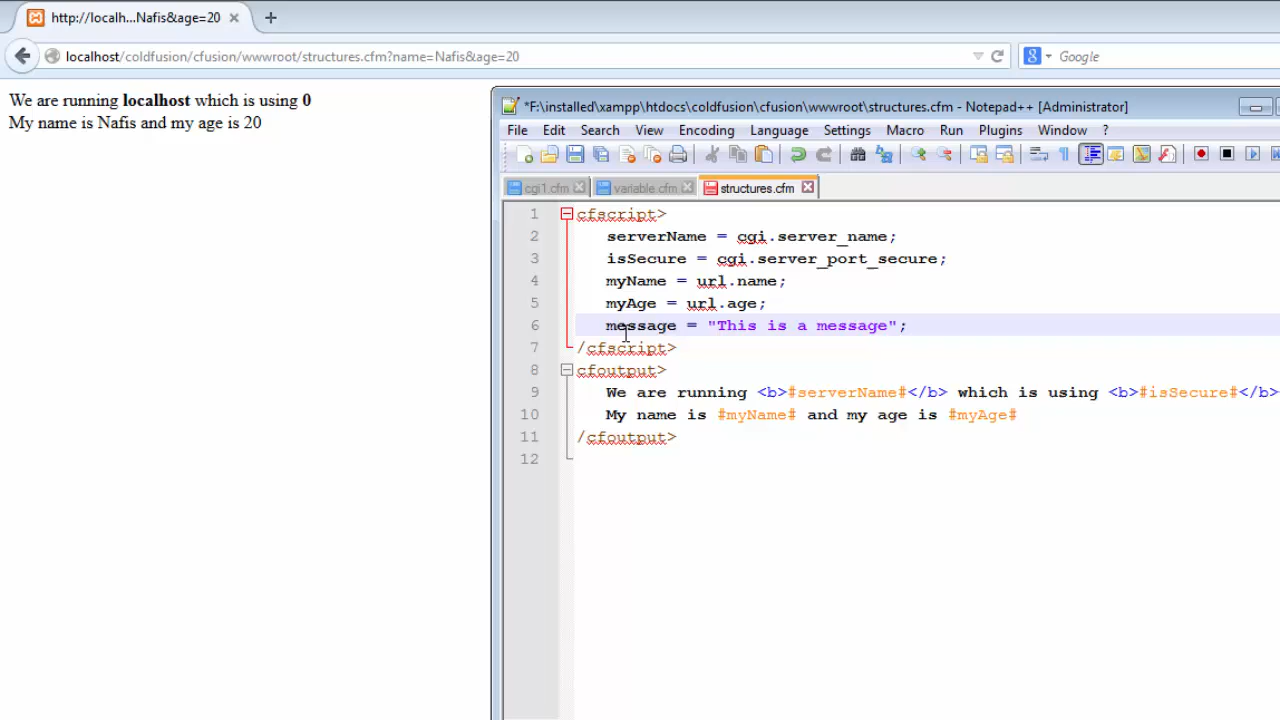 http://localh...Nafis&age=20
localhost/coldfusion/cfusion/wwwroot/structures.cfm?name=Nafis&age=20
8 Google
We are running localhost which is using 0
My name is Nafis and my age is 20
*F:\installed\xampp\htdocs\coldfusion\cfusion\wwwroot\structures.cfm - Notepad++ [Administrator]
File Edit Search View Encoding Language Settings Macro Run Plugins Window ?
cgi1.cfm variable.cfm structures.cfm
1 cfscript>
2 serverName = cgi.server_name;
3 isSecure = cgi.server_port_secure;
4 myName = url.name;
5 myAge = url.age;
6 message = "This is a message";
7 /cfscript>
8 cfoutput>
9 We are running <b>#serverName#</b> which is using <b>#isSecure#</b>
10 My name is #myName# and my age is #myAge#
11 /cfoutput>
12